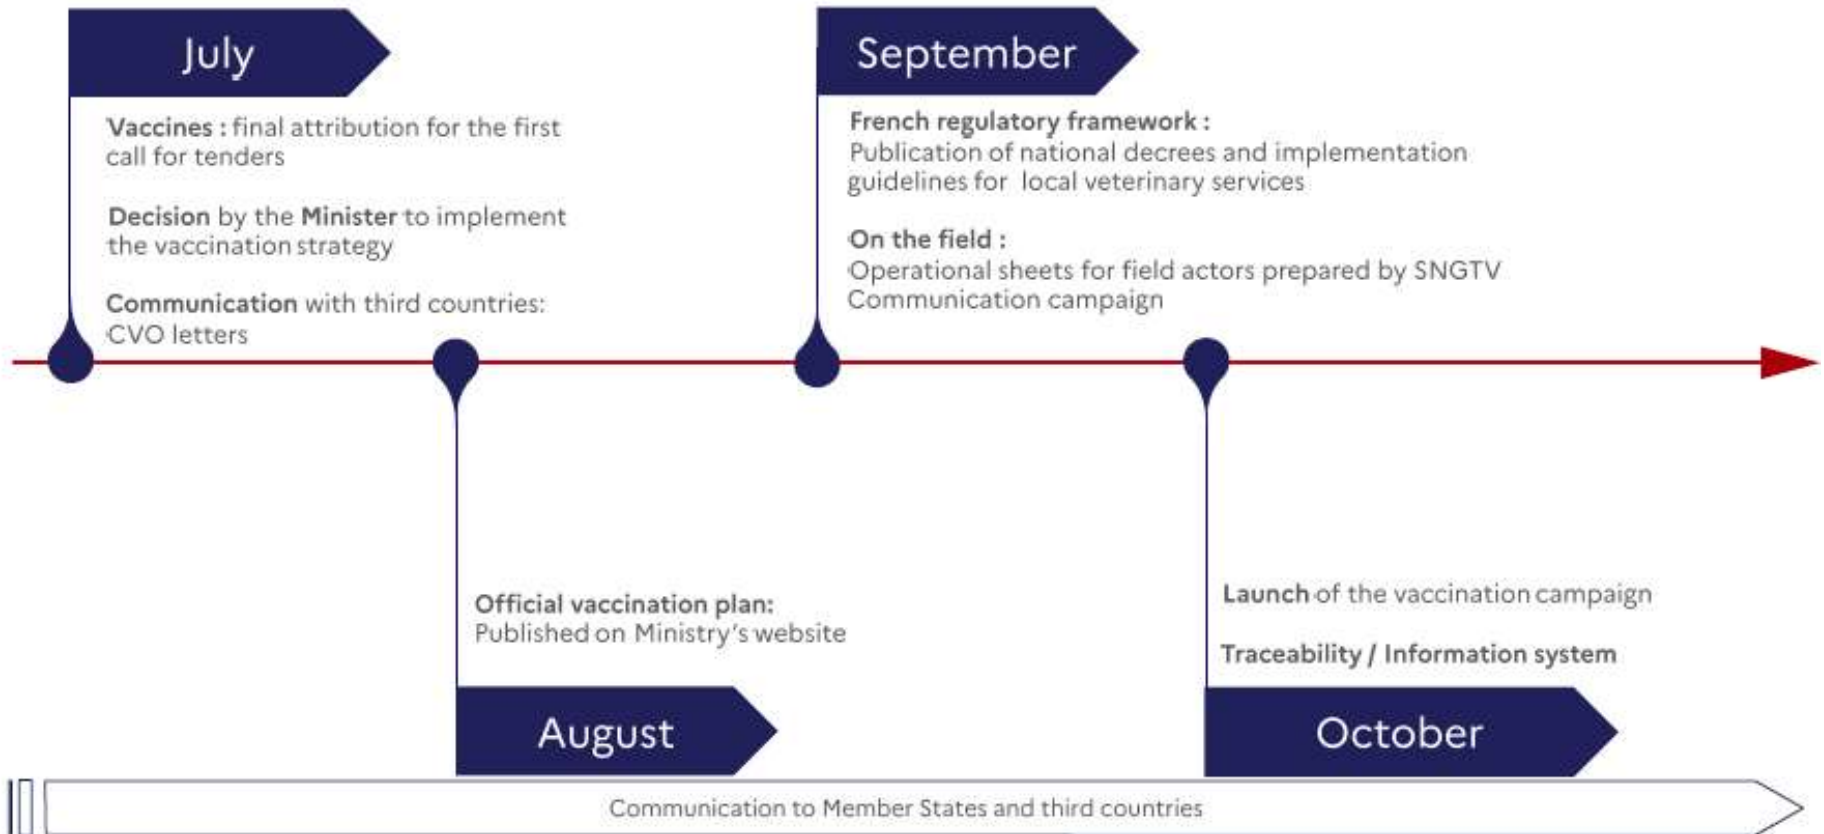 July
Vaccines : final attribution for the first
call for tenders
Decision by the Minister to implement
the vaccination strategy
Communication with third countries:
CVO letters
September
French regulatory framework :
Publication of national decrees and implementation
guidelines for local veterinary services
On the field :
Operational sheets for field actors prepared by SNGTV
Communication campaign
Official vaccination plan:
Published on Ministry's website
August
Launch of the vaccination campaign
Traceability / Information system
October
Communication to Member States and third countries